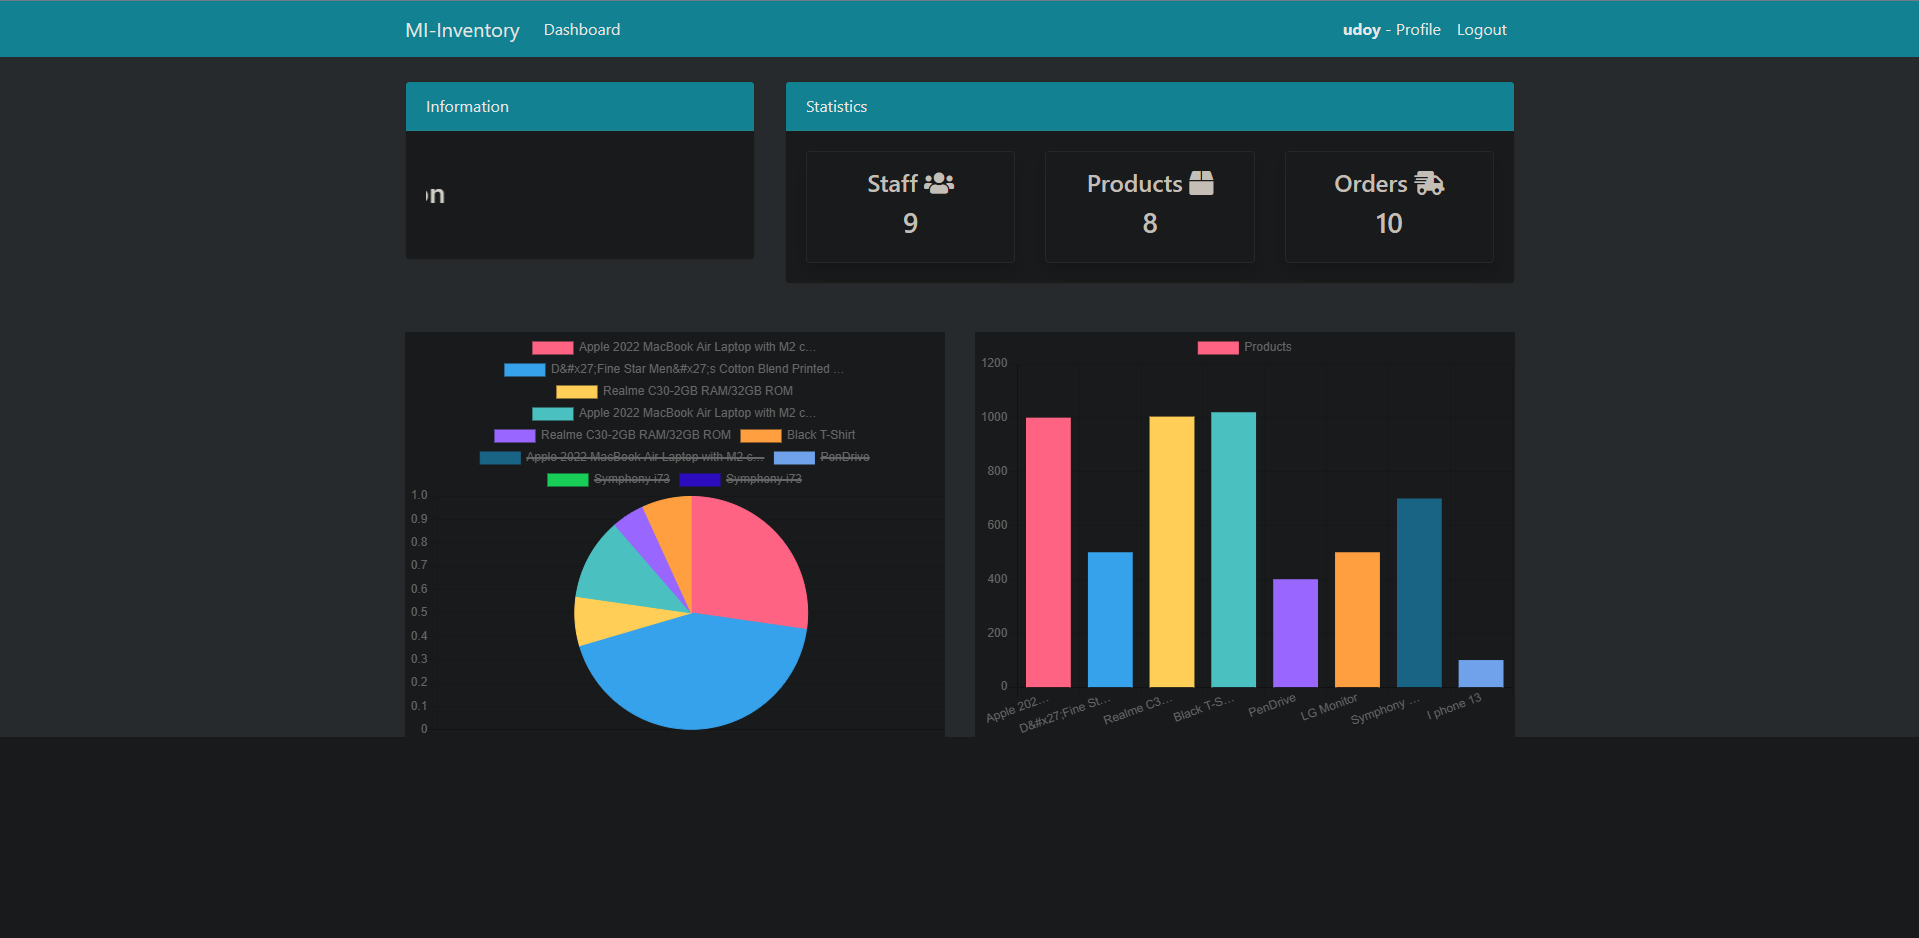 MI-Inventory Dashboard udoy - Profile Logout
Information
on
Statistics
Staff
9
Products
8
Orders
10
Apple 2022 MacBook Air Laptop with M2 c...
D&#x27;Fine Star Men&#x27;s Cotton Blend Printed ...
Realme C30-2GB RAM/32GB ROM
Apple 2022 MacBook Air Laptop with M2 c...
Realme C30-2GB RAM/32GB ROM Black T-Shirt
Apple 2022 MacBook Air Laptop with M2 c... PenDrive
Symphony i73 Symphony i73
1.0
0.9
0.8
0.7
0.6
0.5
0.4
0.3
0.2
0.1
0
Products
1200
1000
800
600
400
200
0
Apple 202...
D&#x27;Fine St...
Realme C3...
Black T-S...
PenDrive
LG Monitor
Symphony ...
I phone 13